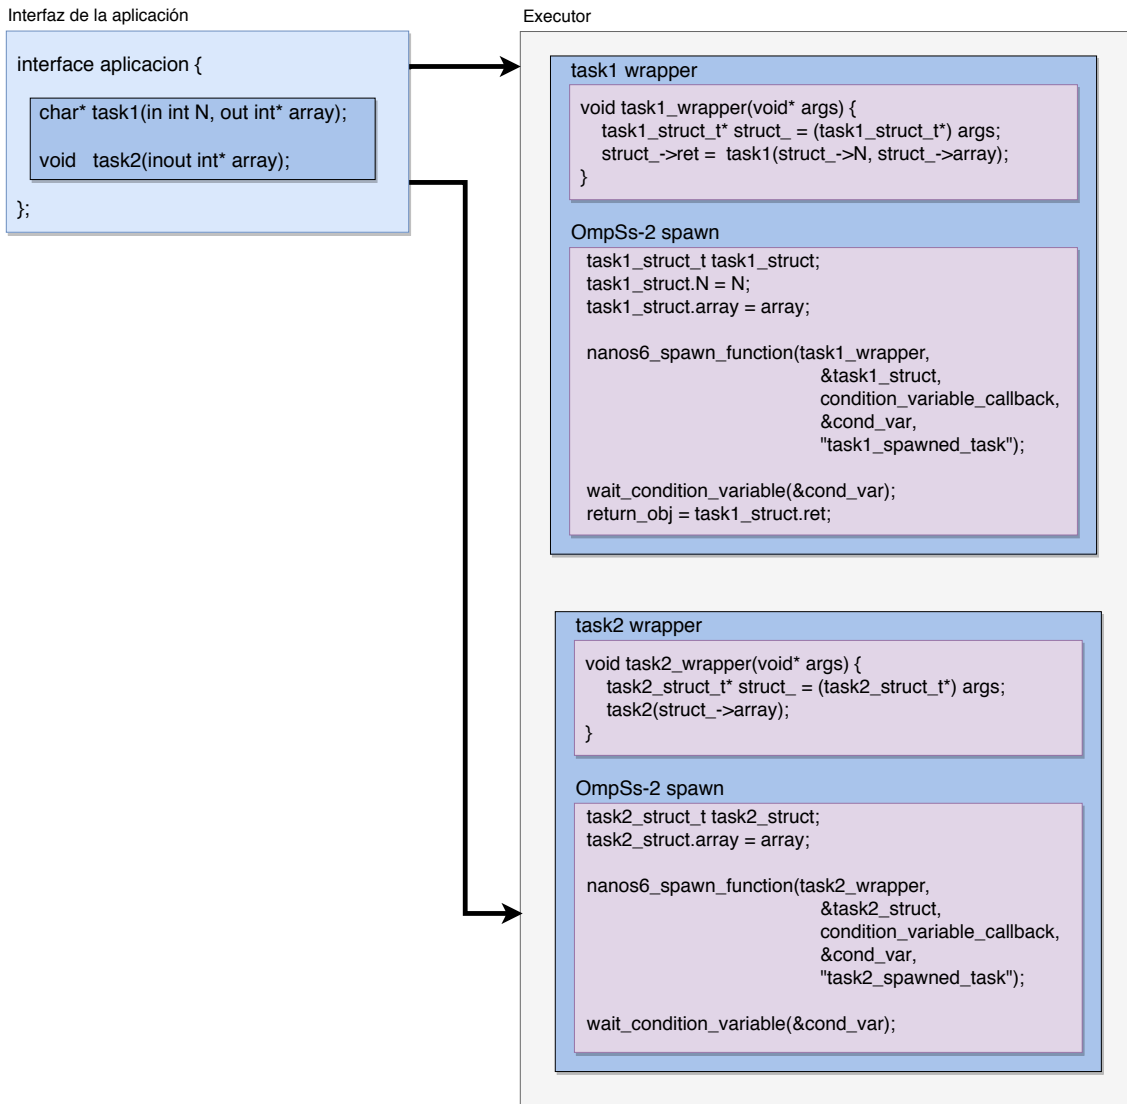 Interfaz de la aplicación
interface aplicacion {
char* task1(in int N, out int* array);
void task2(inout int* array);
};
Executor
task1 wrapper
void task1_wrapper(void* args) {
task1_struct_t* struct_ = (task1_struct_t*) args;
struct_->ret = task1(struct_->N, struct_->array);
}
OmpSs-2 spawn
task1_struct_t task1_struct;
task1_struct.N = N;
task1_struct.array = array;
nanos6_spawn_function(task1_wrapper,
&task1_struct,
condition_variable_callback,
&cond_var,
"task1_spawned_task");
wait_condition_variable(&cond_var);
return_obj = task1_struct.ret;
task2 wrapper
void task2_wrapper(void* args) {
task2_struct_t* struct_ = (task2_struct_t*) args;
task2(struct_->array);
}
OmpSs-2 spawn
task2_struct_t task2_struct;
task2_struct.array = array;
nanos6_spawn_function(task2_wrapper,
&task2_struct,
condition_variable_callback,
&cond_var,
"task2_spawned_task");
wait_condition_variable(&cond_var);